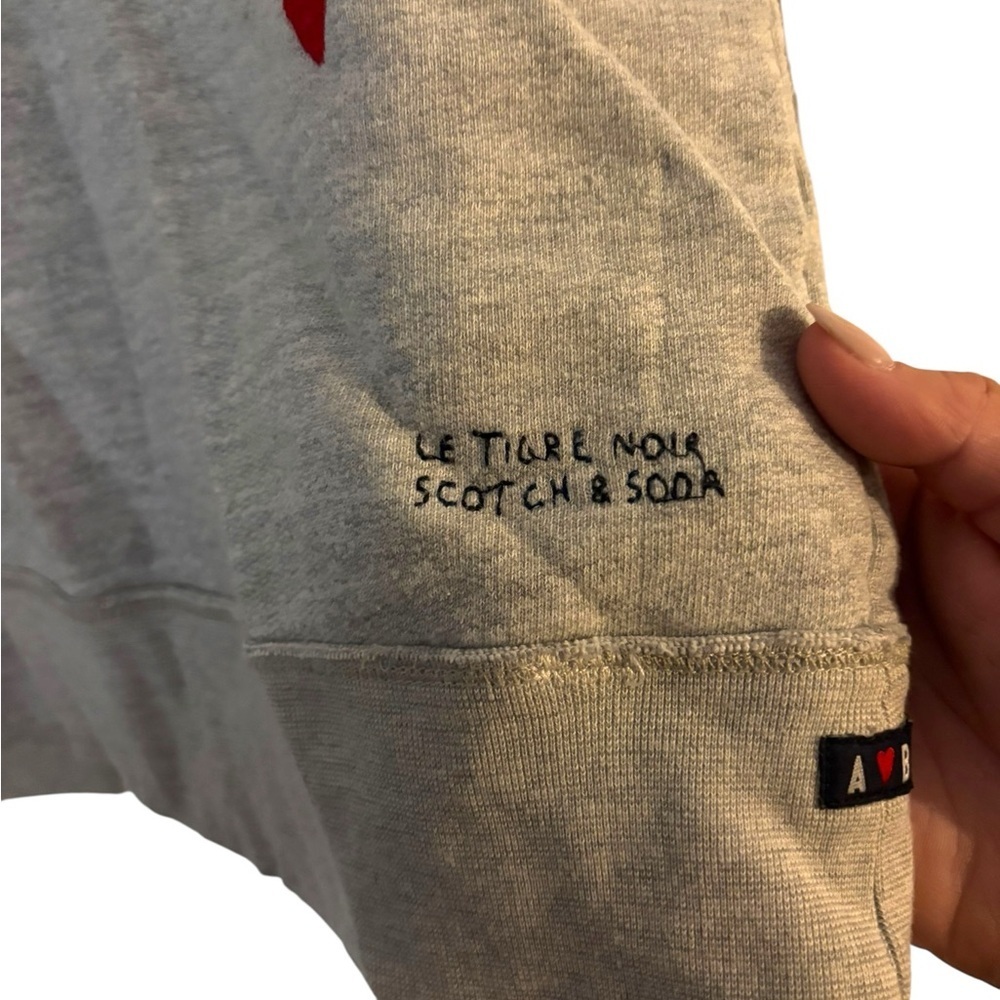 LE TIGRE NOIR
SCOTCH & SODA
A ♥ B